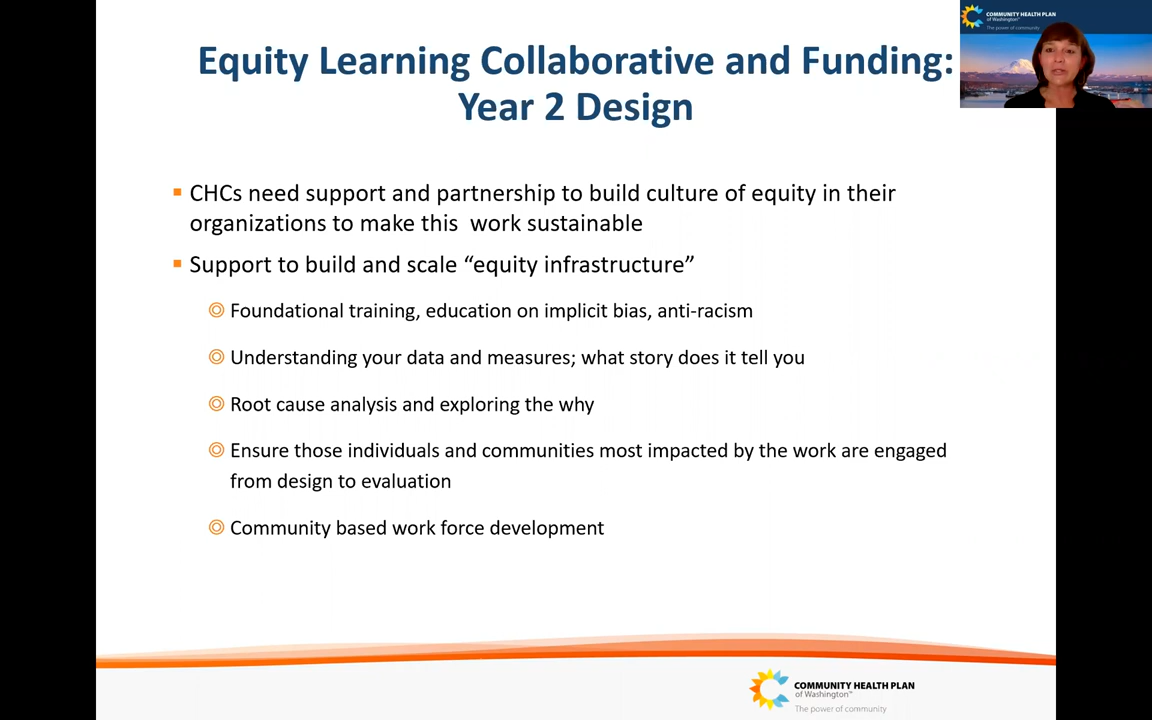 COMMUNITY HEALTH PLAN
of Washington™
The power of community
Equity Learning Collaborative and Funding:
Year 2 Design
CHCs need support and partnership to build culture of equity in their
organizations to make this work sustainable
Support to build and scale “equity infrastructure”
Foundational training, education on implicit bias, anti-racism
Understanding your data and measures; what story does it tell you
Root cause analysis and exploring the why
Ensure those individuals and communities most impacted by the work are engaged
from design to evaluation
Community based work force development
COMMUNITY HEALTH PLAN
of Washington™
The power of community